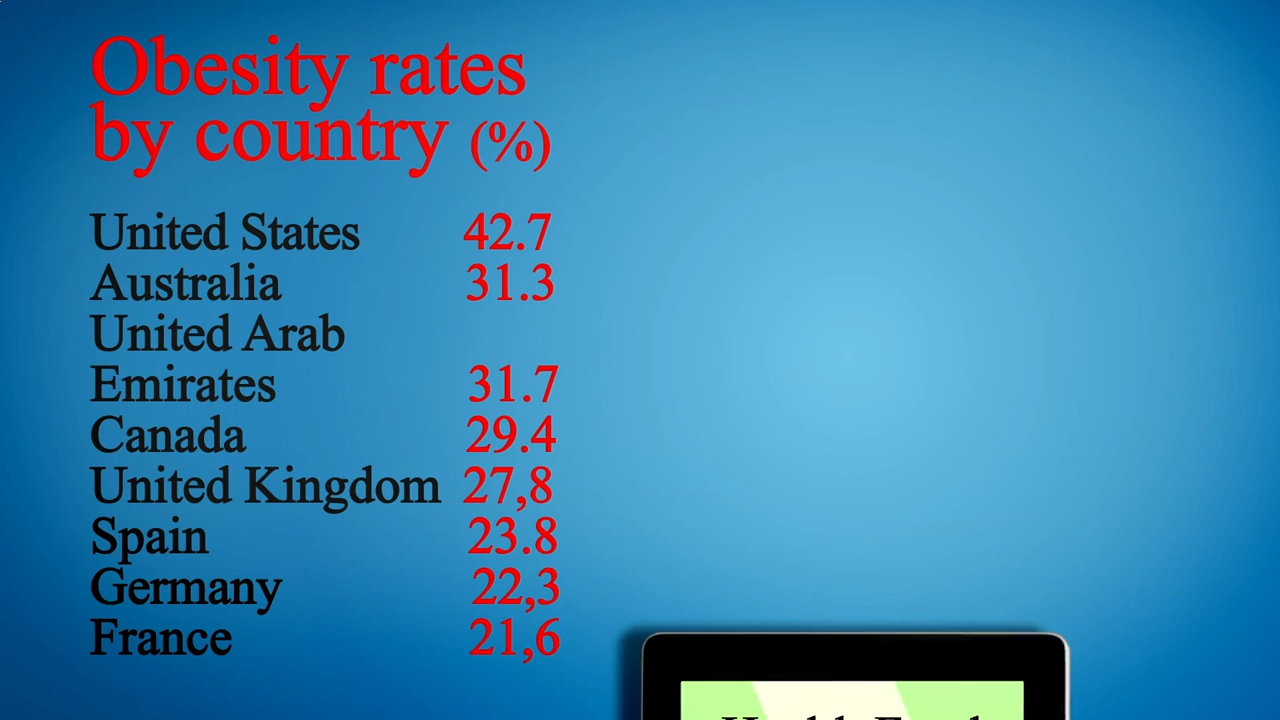 Obesity rates
by country (%)
United States 42.7
Australia 31.3
United Arab
Emirates 31.7
Canada 29.4
United Kingdom 27,8
Spain 23.8
Germany 22,3
France 21,6